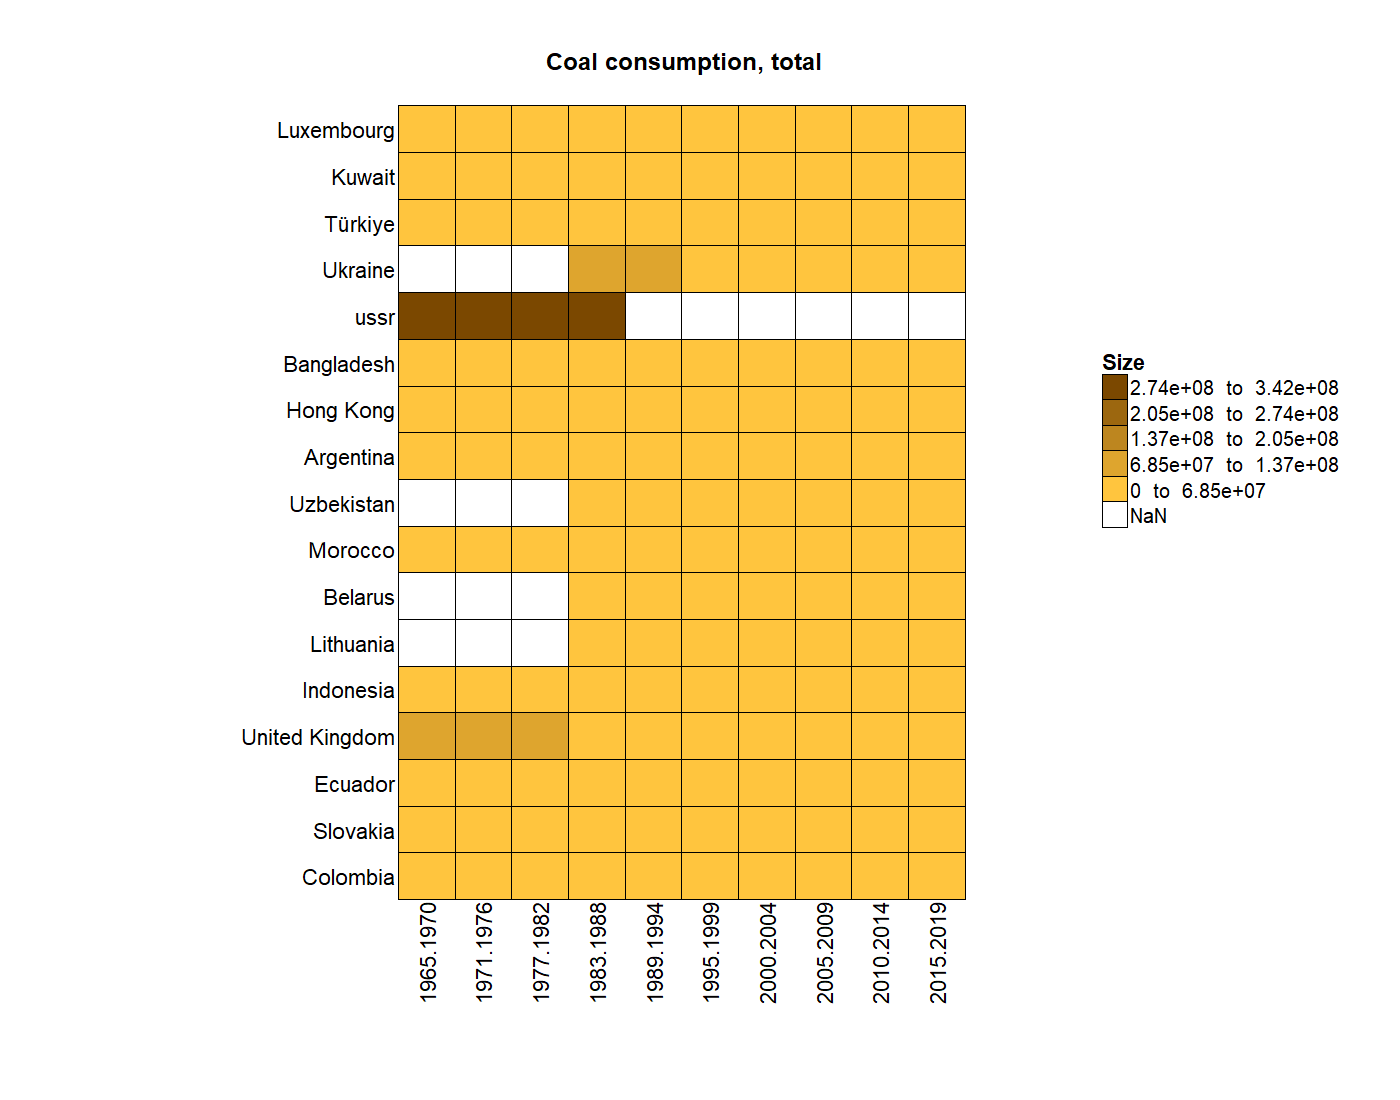 Coal consumption, total
Luxembourg
Kuwait
Türkiye
Ukraine
ussr
Bangladesh
Hong Kong
Argentina
Uzbekistan
Morocco
Belarus
Lithuania
Indonesia
United Kingdom
Ecuador
Slovakia
Colombia
1965.1970
1971.1976
1977.1982
1983.1988
1989.1994
1995.1999
2000.2004
2005.2009
2010.2014
2015.2019
Size
2.74e+08 to 3.42e+08
2.05e+08 to 2.74e+08
1.37e+08 to 2.05e+08
6.85e+07 to 1.37e+08
0 to 6.85e+07
NaN